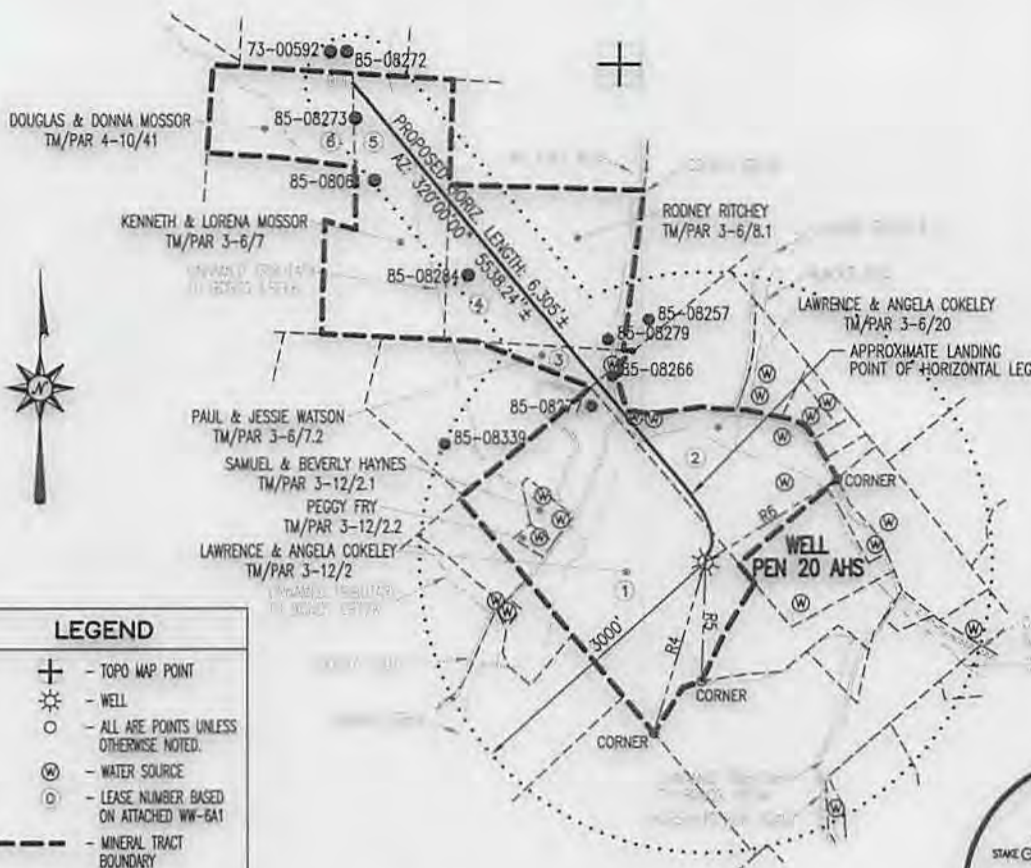 73-00592
85-08272
DOUGLAS & DONNA MOSSOR
TM/PAR 4-10/41
85-08273
6
5
PROPOSED HORIZ. LENGTH: 6,305'±
AZ: 320°00'00" 5538.24'±
85-0806
KENNETH & LORENA MOSSOR
TM/PAR 3-6/7
RODNEY RITCHEY
TM/PAR 3-6/8.1
UNNAMED TRIBUTARY
85-08284
4
85-08257
85-08279
LAWRENCE & ANGELA COKELEY
TM/PAR 3-6/20
APPROXIMATE LANDING
POINT OF HORIZONTAL LEG
3
W
85-08266
PAUL & JESSIE WATSON
TM/PAR 3-6/7.2
85-08277
85-08339
2
SAMUEL & BEVERLY HAYNES
TM/PAR 3-12/2.1
PEGGY FRY
TM/PAR 3-12/2.2
LAWRENCE & ANGELA COKELEY
TM/PAR 3-12/2
CORNER
R6
WELL
PEN 20 AHS
1
3000'
R4
R5
CORNER
CORNER
N
LEGEND
- TOPO MAP POINT
- WELL
- ALL ARE POINTS UNLESS
OTHERWISE NOTED.
W - WATER SOURCE
0 - LEASE NUMBER BASED
ON ATTACHED WW-6A1
- MINERAL TRACT
BOUNDARY
STAKE